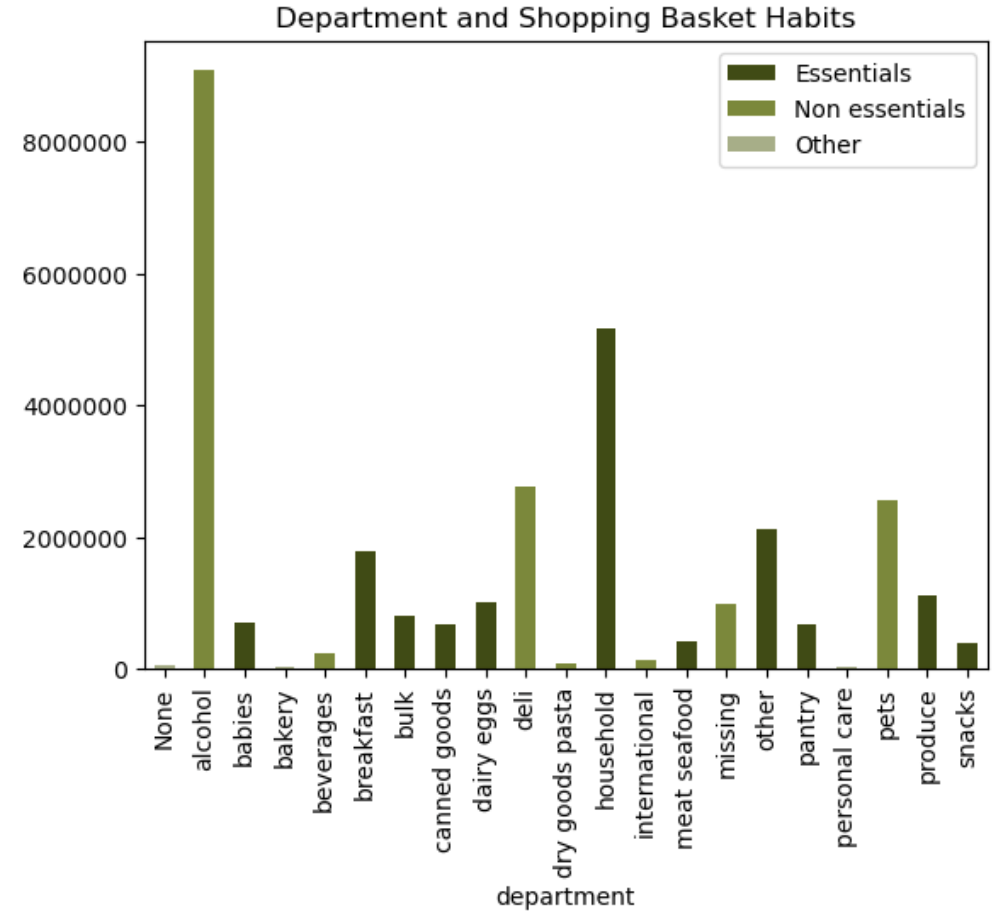 Department and Shopping Basket Habits
Essentials
Non essentials
Other
8000000
6000000
4000000
2000000
0
None
alcohol
babies
bakery
beverages
breakfast
bulk
canned goods
dairy eggs
deli
dry goods pasta
household
international
meat seafood
missing
other
pantry
personal care
pets
produce
snacks
department